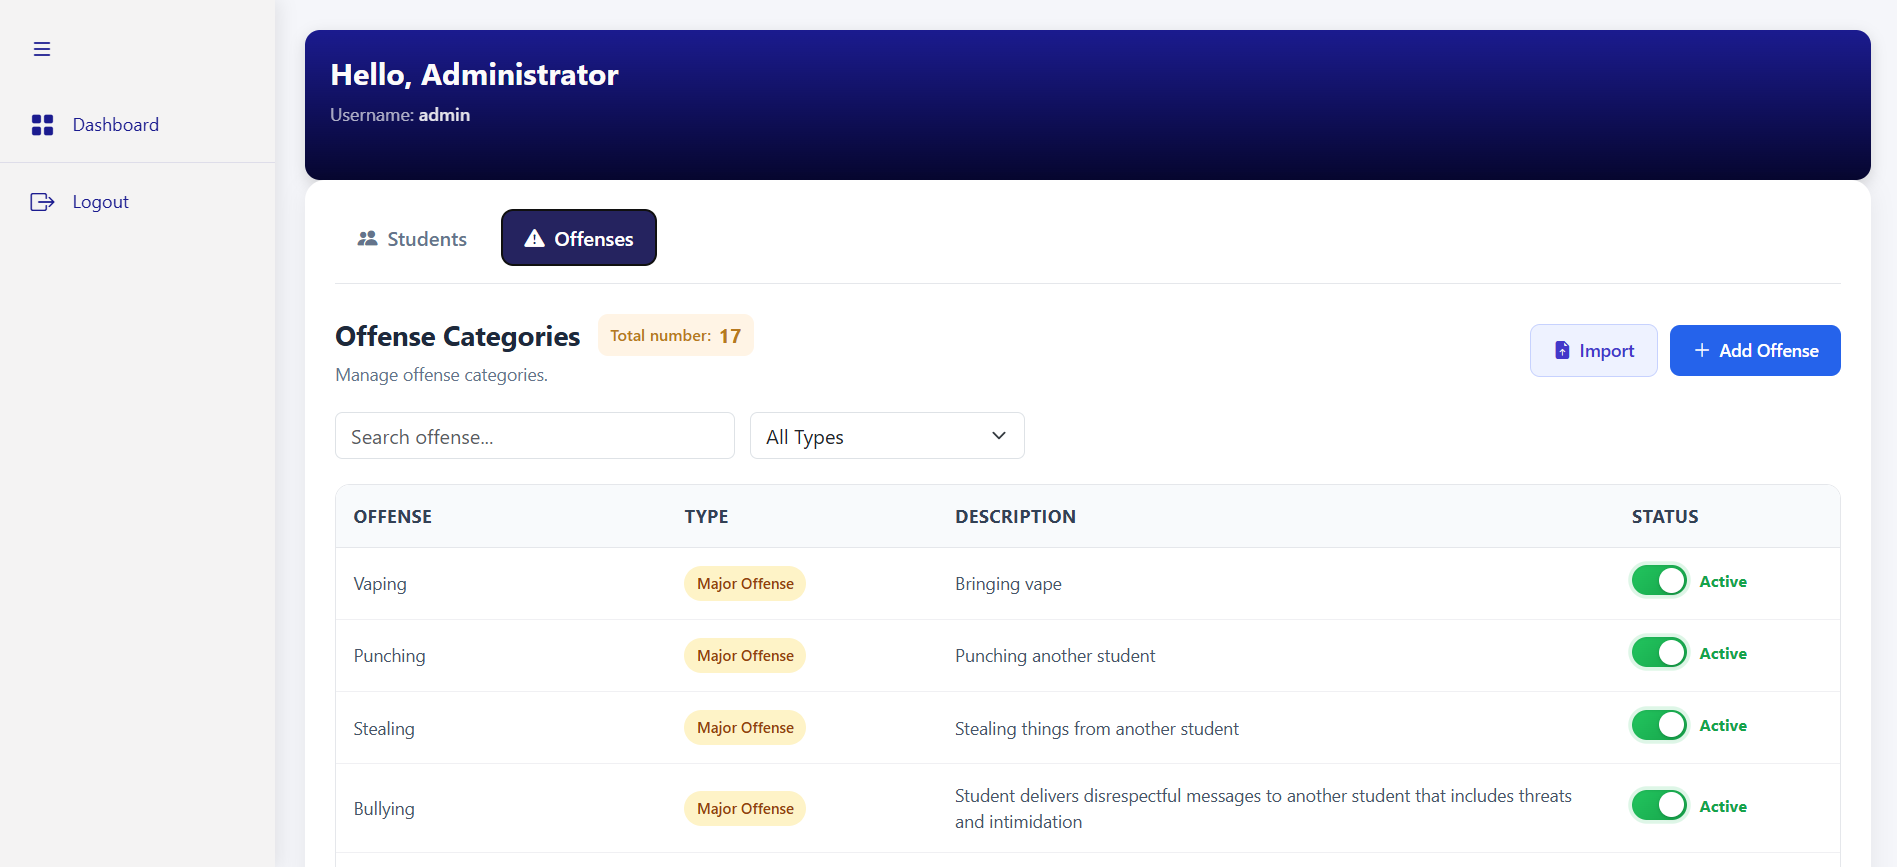 Dashboard
Logout
Hello, Administrator
Username: admin
Students
Offenses
Offense Categories
Total number: 17
Manage offense categories.
Import
Add Offense
Search offense...
All Types
OFFENSE TYPE DESCRIPTION STATUS
Vaping Major Offense Bringing vape Active
Punching Major Offense Punching another student Active
Stealing Major Offense Stealing things from another student Active
Bullying Major Offense Student delivers disrespectful messages to another student that includes threats
and intimidation Active